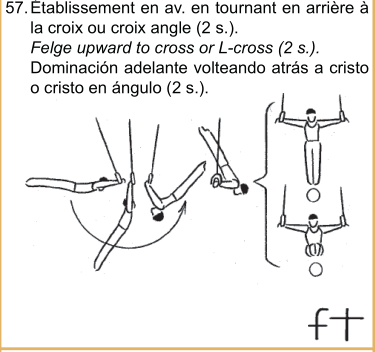 57. Établissement en av. en tournant en arrière à
la croix ou croix angle (2 s.).
Felge upward to cross or L-cross (2 s.).
Dominación adelante volteando atrás a cristo
o cristo en ángulo (2 s.).